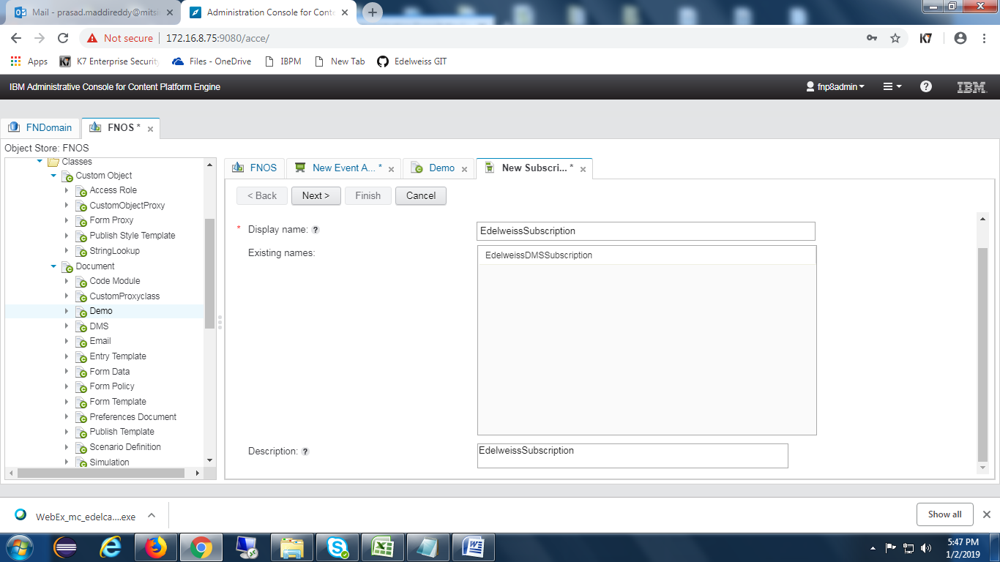 Mail - prasad.maddireddy@mitsi
Administration Console for Conte
Not secure | 172.16.8.75:9080/acce/
Apps K7 Enterprise Security Files - OneDrive IBPM New Tab Edelweiss GIT
IBM Administrative Console for Content Platform Engine
fnp8admin
IBM
FNDomain
FNOS *
Object Store: FNOS
Classes
Custom Object
Access Role
CustomObjectProxy
Form Proxy
Publish Style Template
StringLookup
Document
Code Module
CustomProxyclass
Demo
DMS
Email
Entry Template
Form Data
Form Policy
Form Template
Preferences Document
Publish Template
Scenario Definition
Simulation
FNOS
New Event A... *
Demo
New Subscri... *
< Back Next > Finish Cancel
* Display name: ? EdelweissSubscription
Existing names: EdelweissDMSSubscription
Description: ? EdelweissSubscription
WebEx_mc_edelca....exe
Show all
5:47 PM
1/2/2019